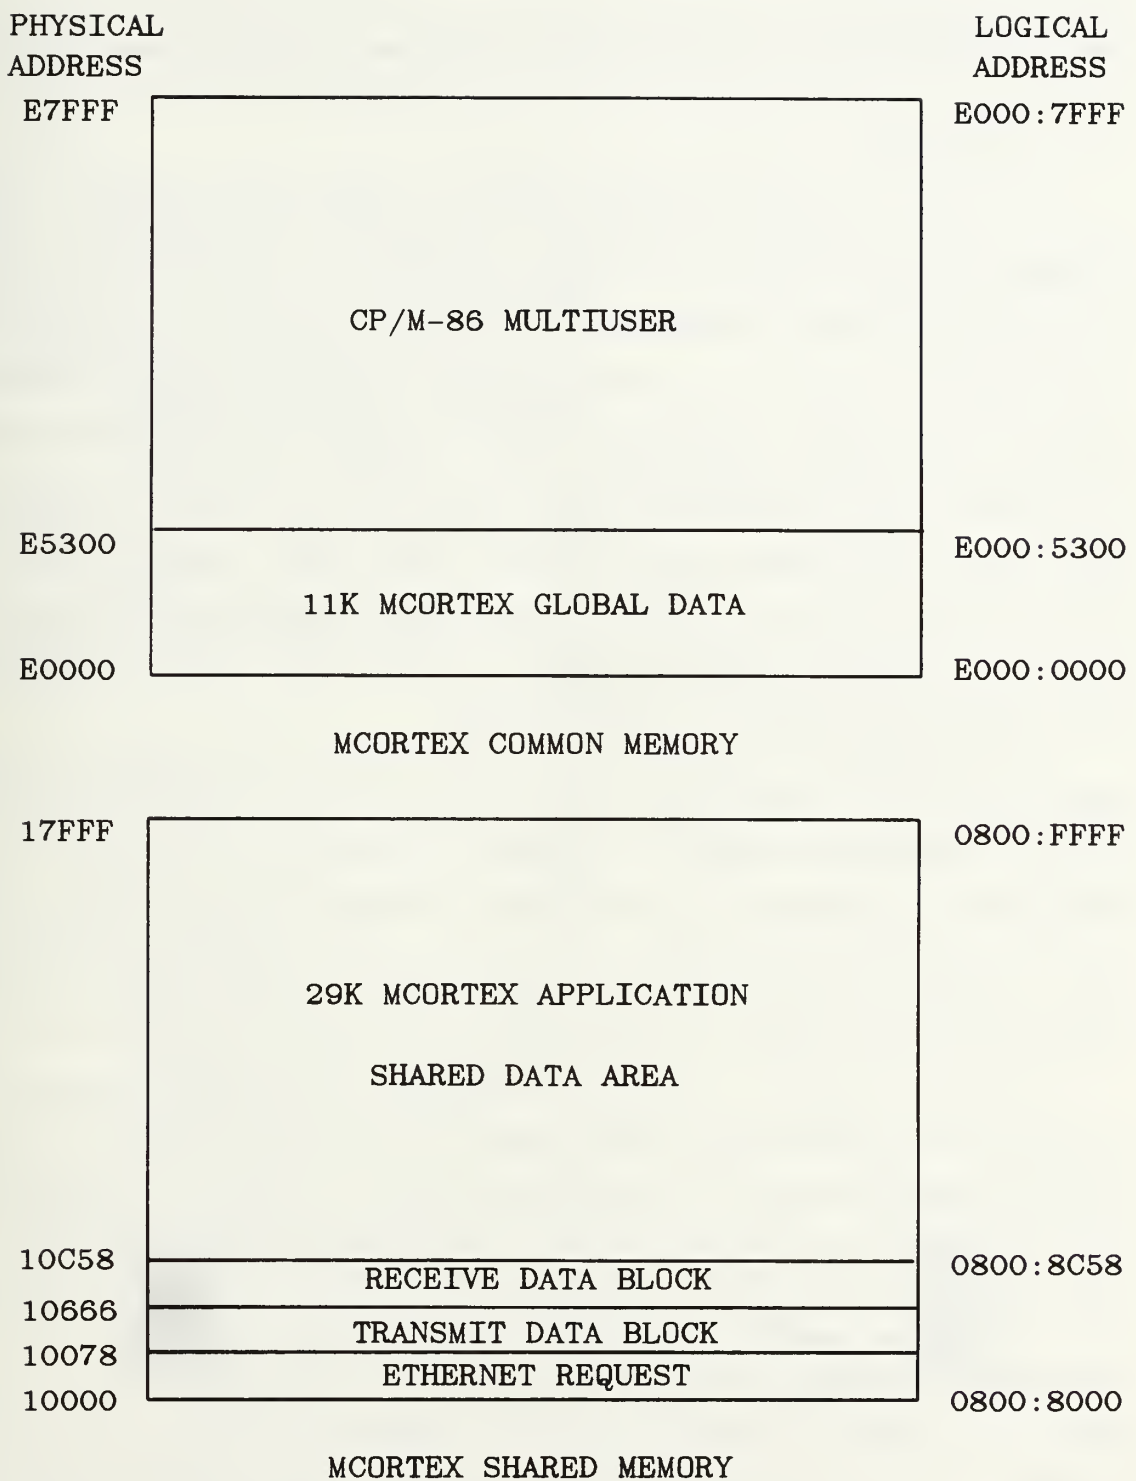 PHYSICAL ADDRESS
LOGICAL ADDRESS
E7FFF
E000:7FFF
CP/M-86 MULTIUSER
E5300
E000:5300
11K MCORTEX GLOBAL DATA
E0000
E000:0000
MCORTEX COMMON MEMORY
17FFF
0800:FFFF
29K MCORTEX APPLICATION
SHARED DATA AREA
10C58
0800:8C58
RECEIVE DATA BLOCK
10666
TRANSMIT DATA BLOCK
10078
ETHERNET REQUEST
10000
0800:8000
MCORTEX SHARED MEMORY